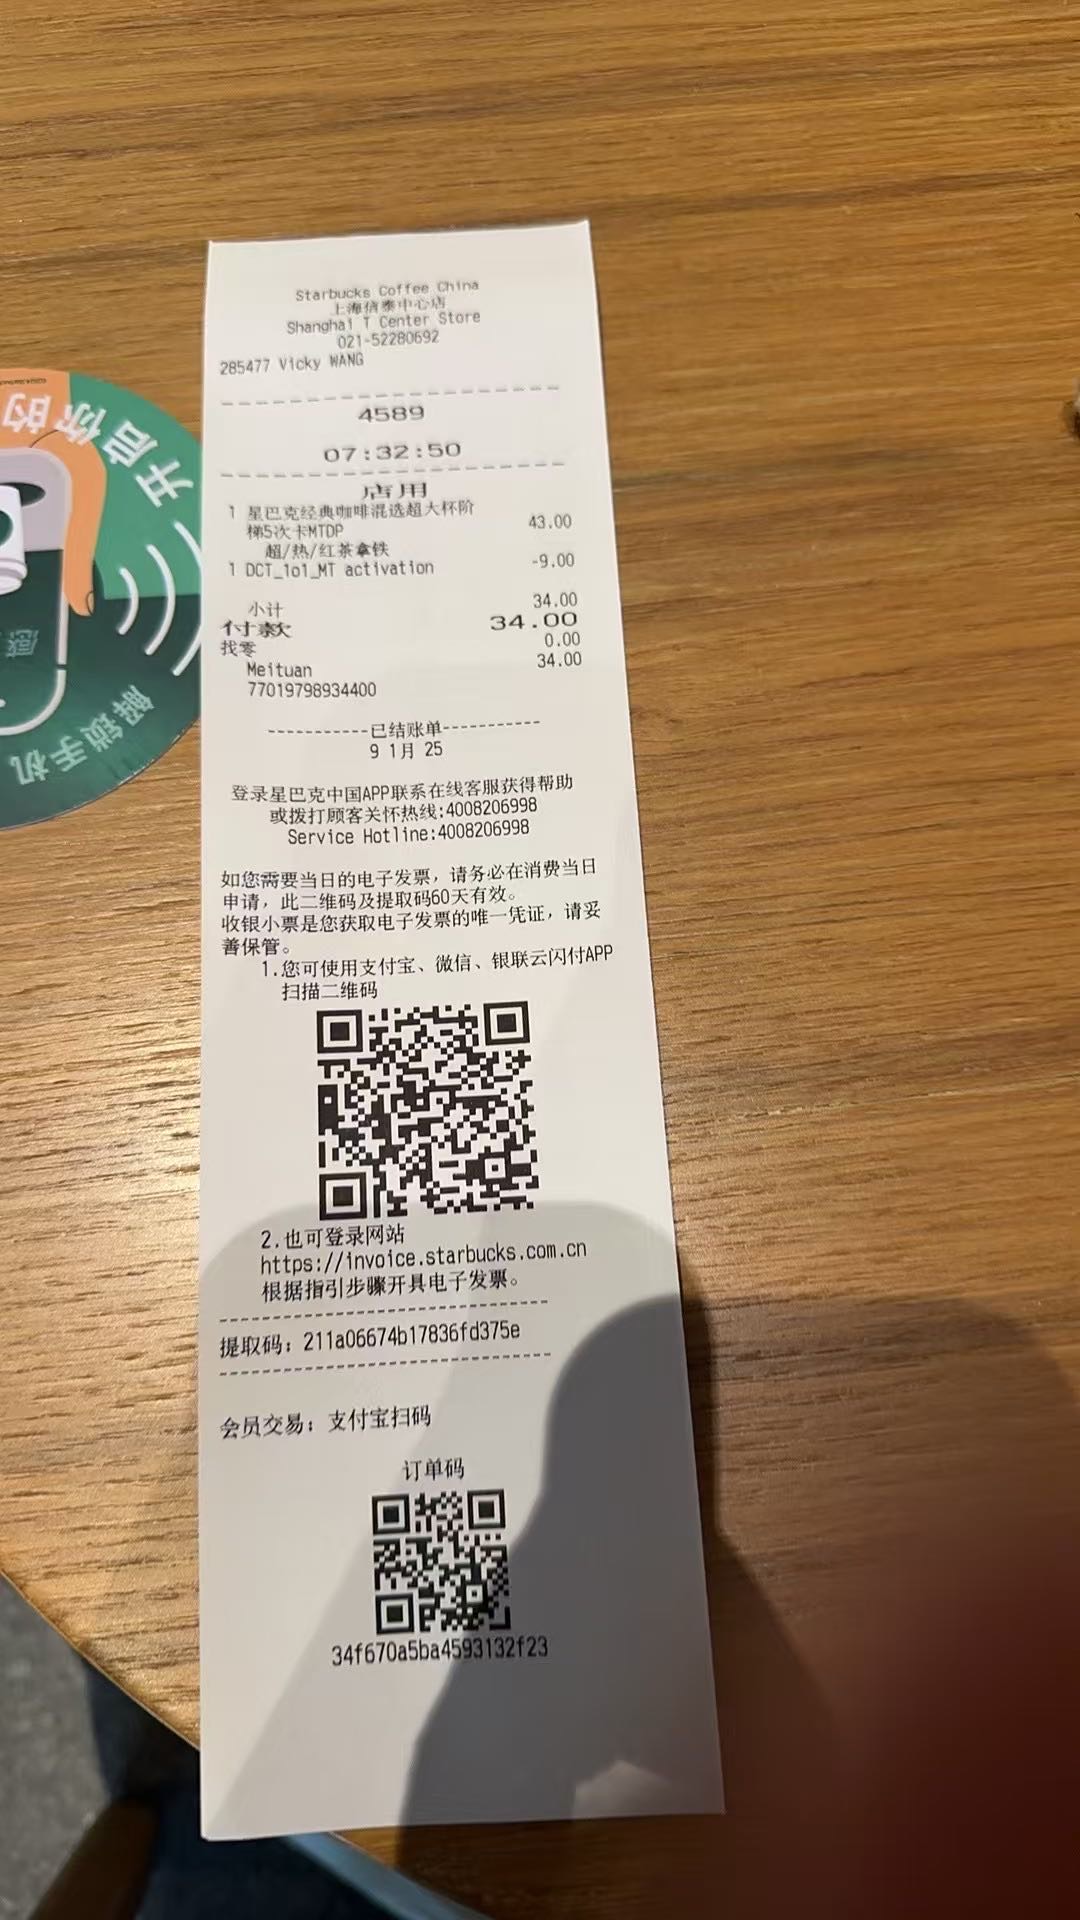 Starbucks Coffee China
上海信泰中心店
Shanghai T Center Store
021-52280692
285477 Vicky WANG
4589
07:32:50
店用
1 星巴克经典咖啡混选超大杯阶
梯5次卡MTDP 43.00
超/热/红茶拿铁
1 DCT_1o1_MT activation -9.00
小计 34.00
付款 34.00
找零 0.00
Meituan 34.00
77019798934400
-----------已结账单-----------
9 1月 25
登录星巴克中国APP联系在线客服获得帮助
或拨打顾客关怀热线:4008206998
Service Hotline:4008206998
如您需要当日的电子发票，请务必在消费当日
申请，此二维码及提取码60天有效。
收银小票是您获取电子发票的唯一凭证，请妥
善保管。
1.您可使用支付宝、微信、银联云闪付APP
扫描二维码
2.也可登录网站
https://invoice.starbucks.com.cn
根据指引步骤开具电子发票。
提取码：211a06674b17836fd375e
会员交易：支付宝扫码
订单码
34f670a5ba4593132f23
开启你的
感
解锁手机